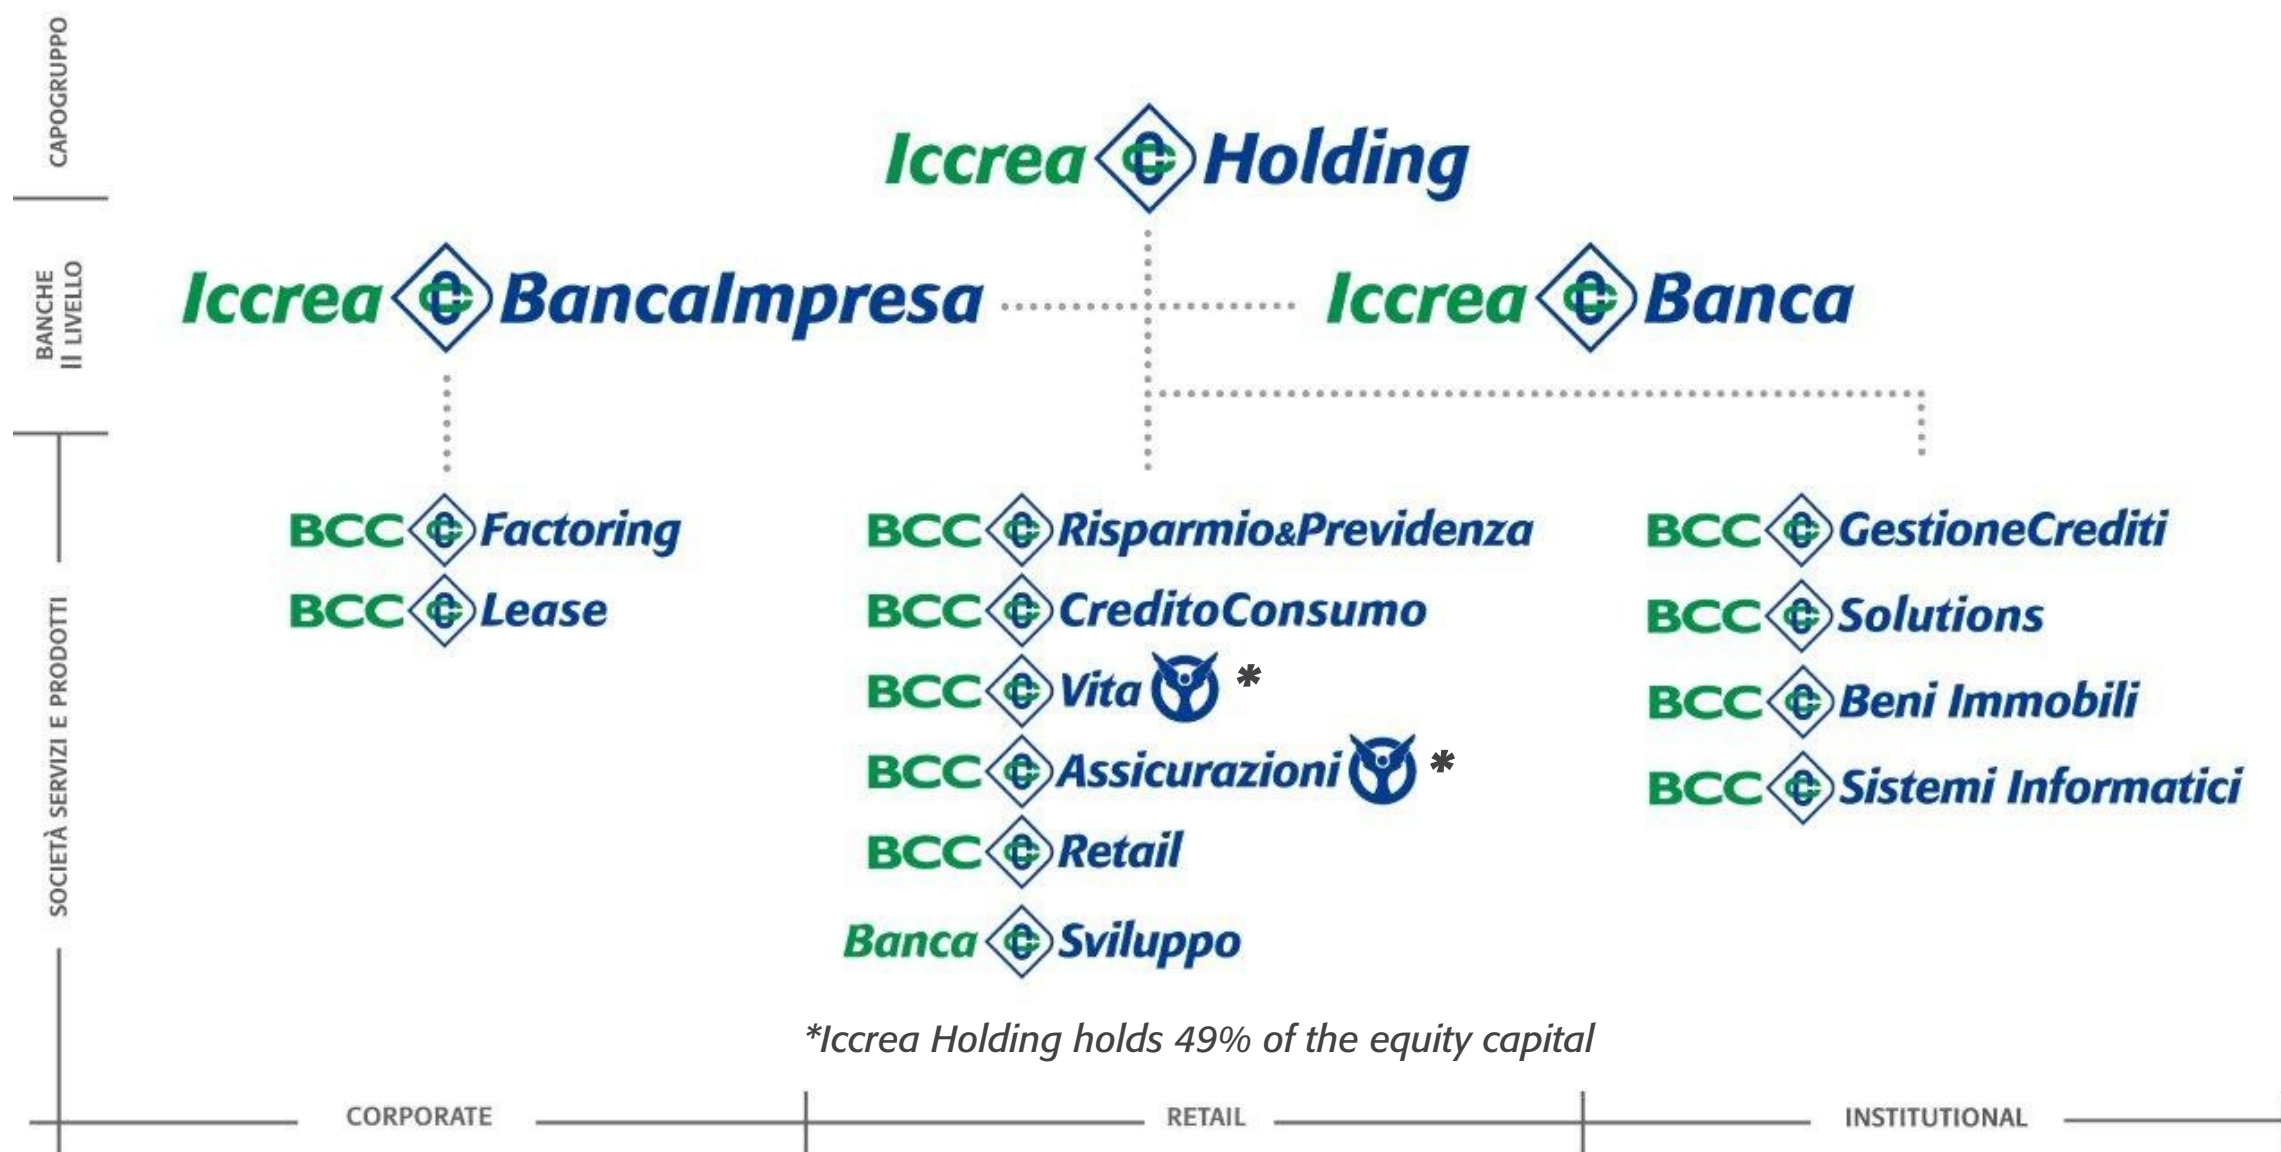 CAPOGRUPPO
Iccrea Holding
BANCHE
II LIVELLO
Iccrea BancaImpresa
Iccrea Banca
SOCIETÀ SERVIZI E PRODOTTI
BCC Factoring
BCC Lease
BCC Risparmio&Previdenza
BCC CreditoConsumo
BCC Vita *
BCC Assicurazioni *
BCC Retail
Banca Sviluppo
BCC GestioneCrediti
BCC Solutions
BCC Beni Immobili
BCC Sistemi Informatici
*Iccrea Holding holds 49% of the equity capital
CORPORATE
RETAIL
INSTITUTIONAL